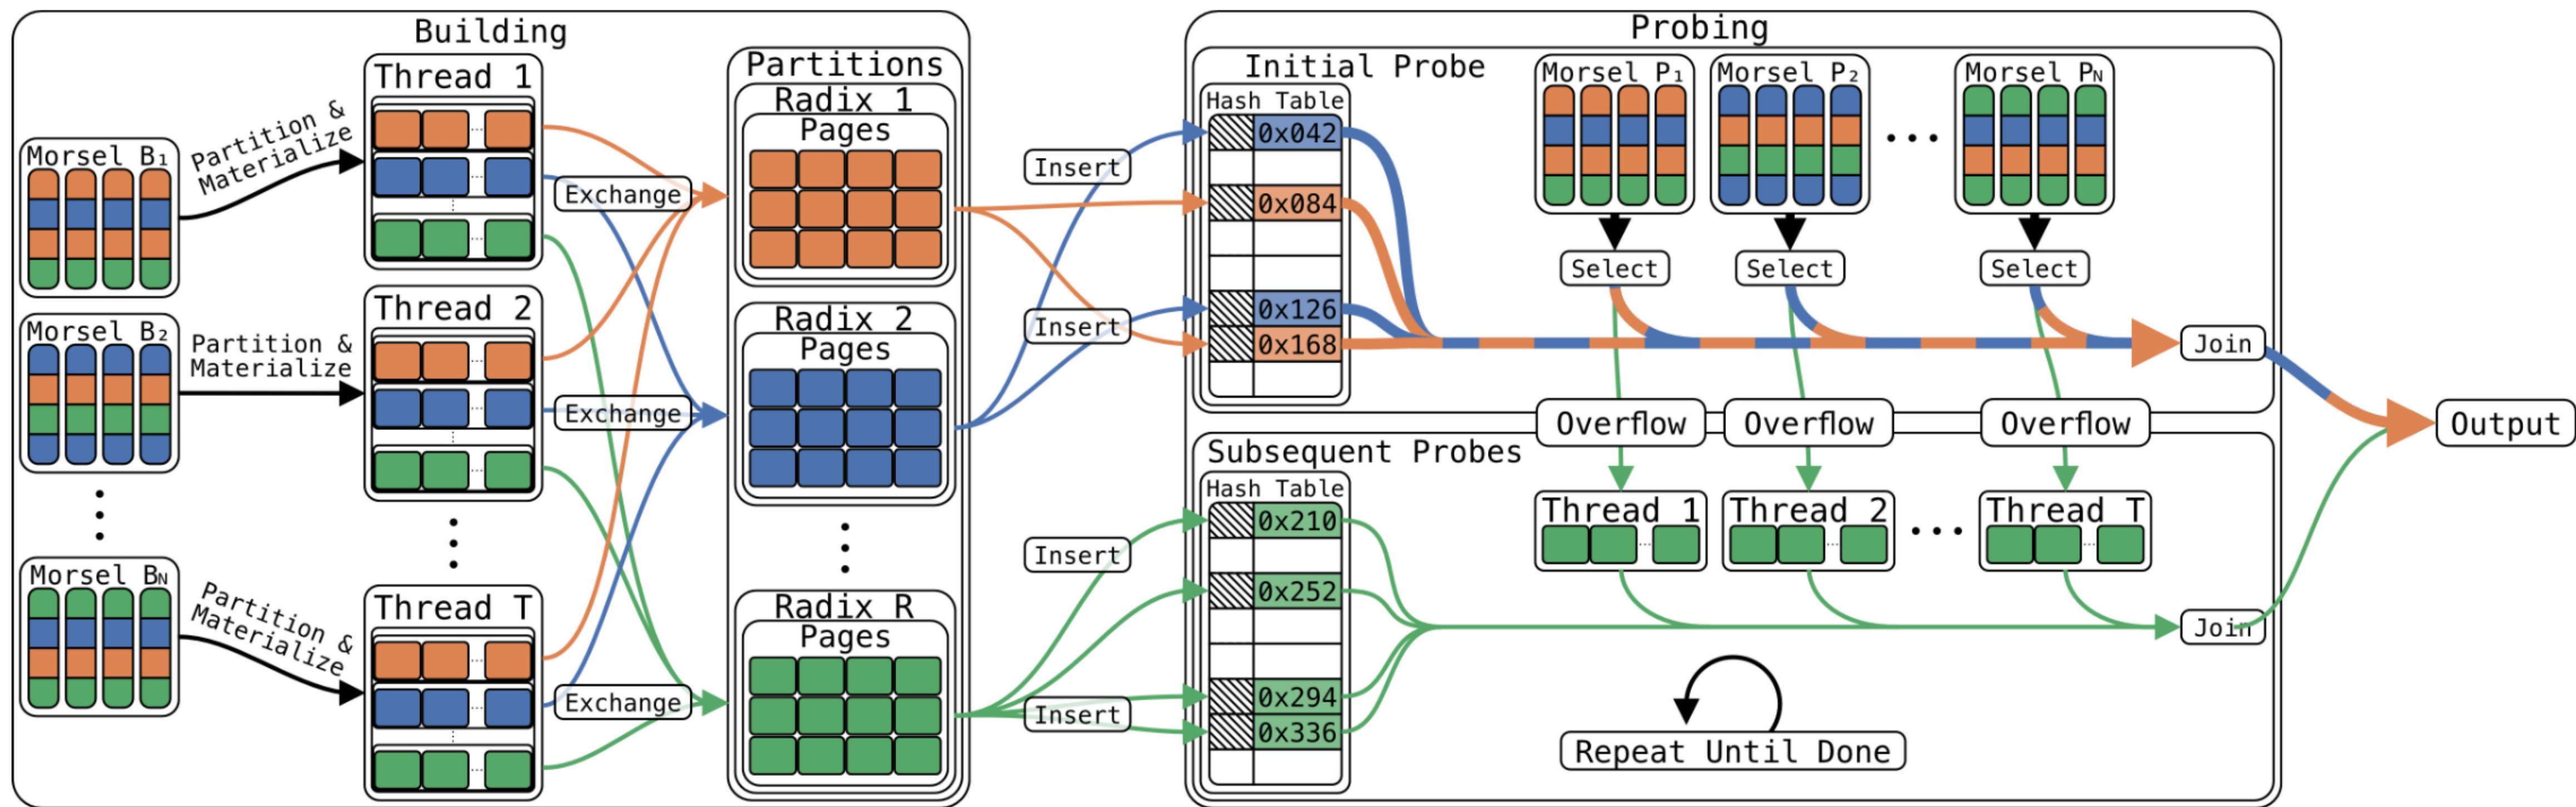 Building
Morsel B₁
Morsel B₂
Morsel Bₙ
Partition &
Materialize
Partition &
Materialize
Partition &
Materialize
Thread 1
Thread 2
Thread T
Exchange
Exchange
Exchange
Partitions
Radix 1
Pages
Radix 2
Pages
Radix R
Pages
Insert
Insert
Insert
Insert
Probing
Initial Probe
Hash Table
0x042
0x084
0x126
0x168
Morsel P₁
Morsel P₂
Morsel Pₙ
Select
Select
Select
Join
Overflow
Overflow
Overflow
Subsequent Probes
Hash Table
0x210
0x252
0x294
0x336
Thread 1
Thread 2
Thread T
Join
Repeat Until Done
Output